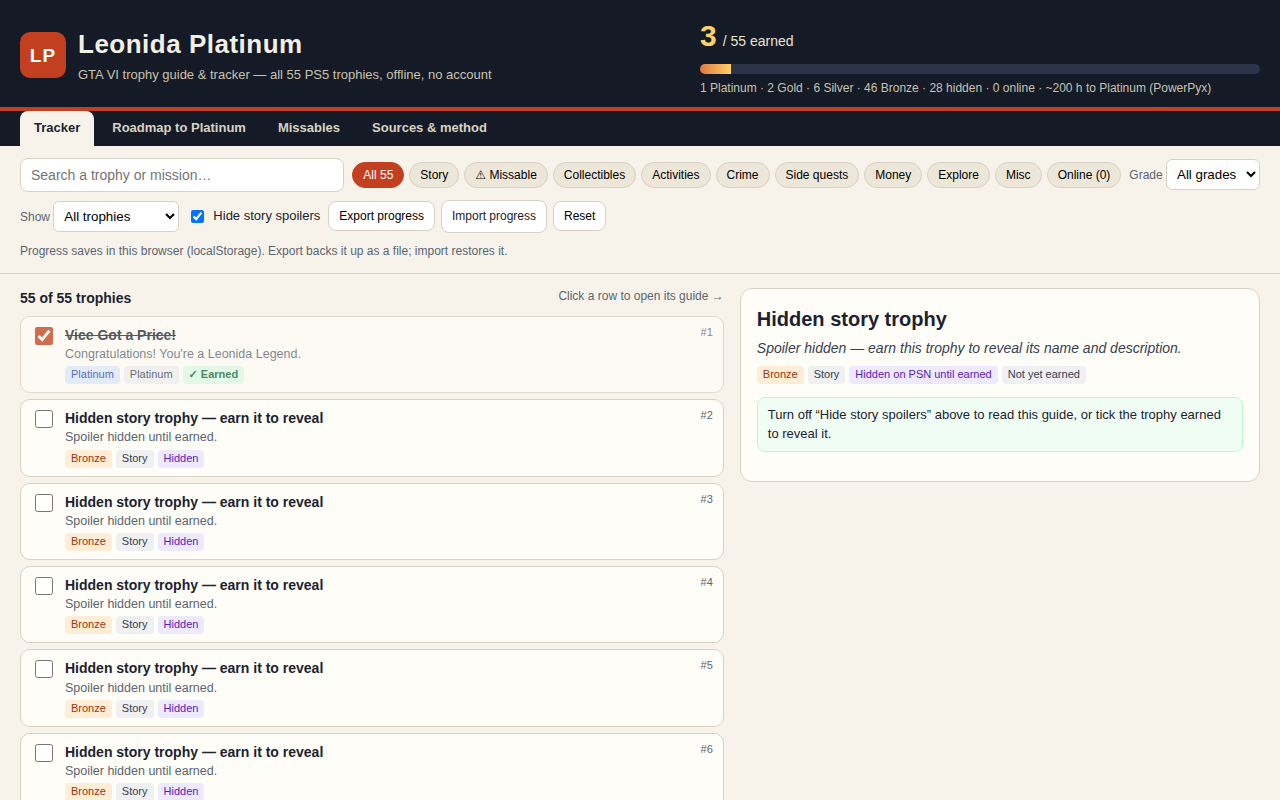 LP
Leonida Platinum
GTA VI trophy guide & tracker — all 55 PS5 trophies, offline, no account
3 / 55 earned
1 Platinum · 2 Gold · 6 Silver · 46 Bronze · 28 hidden · 0 online · ~200 h to Platinum (PowerPyx)
Tracker Roadmap to Platinum Missables Sources & method
Search a trophy or mission…
All 55 Story ⚠ Missable Collectibles Activities Crime Side quests Money Explore Misc Online (0) Grade All grades
Show All trophies Hide story spoilers Export progress Import progress Reset
Progress saves in this browser (localStorage). Export backs it up as a file; import restores it.
55 of 55 trophies
Click a row to open its guide →
Vice Got a Price!
#1
Congratulations! You're a Leonida Legend.
Platinum Platinum ✓ Earned
Hidden story trophy — earn it to reveal
#2
Spoiler hidden until earned.
Bronze Story Hidden
Hidden story trophy — earn it to reveal
#3
Spoiler hidden until earned.
Bronze Story Hidden
Hidden story trophy — earn it to reveal
#4
Spoiler hidden until earned.
Bronze Story Hidden
Hidden story trophy — earn it to reveal
#5
Spoiler hidden until earned.
Bronze Story Hidden
Hidden story trophy — earn it to reveal
#6
Spoiler hidden until earned.
Bronze Story Hidden
Hidden story trophy
Spoiler hidden — earn this trophy to reveal its name and description.
Bronze Story Hidden on PSN until earned Not yet earned
Turn off “Hide story spoilers” above to read this guide, or tick the trophy earned
to reveal it.